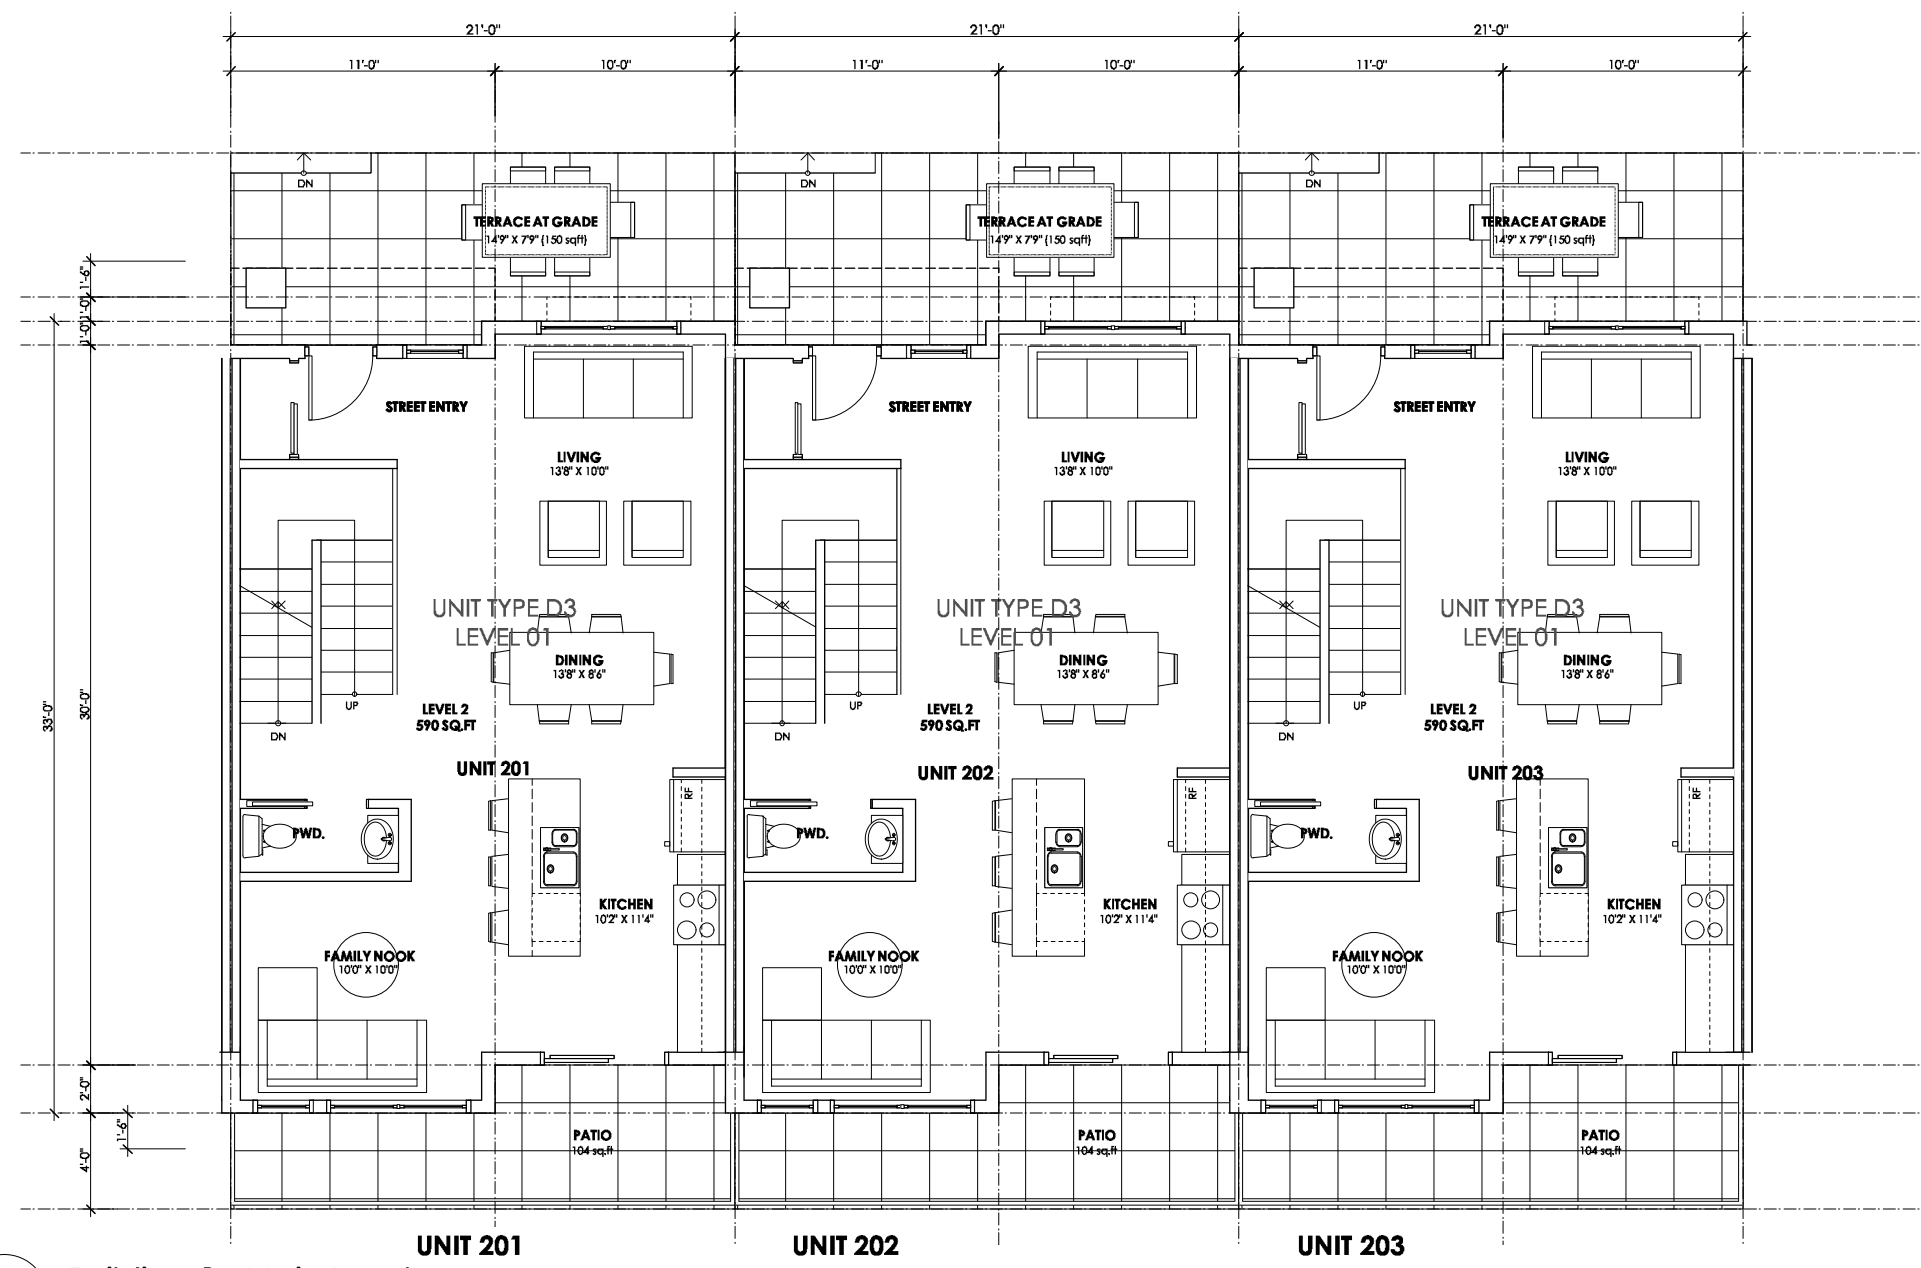 21'-0" 21'-0" 21'-0"
11'-0" 10'-0" 11'-0" 10'-0" 11'-0" 10'-0"
DN DN DN
TERRACE AT GRADE TERRACE AT GRADE TERRACE AT GRADE
14'9" X 7'9" (150 sqft) 14'9" X 7'9" (150 sqft) 14'9" X 7'9" (150 sqft)
1'-6"
1'-0"
1'-0"
STREET ENTRY STREET ENTRY STREET ENTRY
LIVING LIVING LIVING
13'8" X 10'0" 13'8" X 10'0" 13'8" X 10'0"
UNIT TYPE D3 UNIT TYPE D3 UNIT TYPE D3
LEVEL 01 LEVEL 01 LEVEL 01
DINING DINING DINING
13'8" X 8'6" 13'8" X 8'6" 13'8" X 8'6"
33'-0" 30'-0"
UP UP UP
LEVEL 2 LEVEL 2 LEVEL 2
590 SQ.FT 590 SQ.FT 590 SQ.FT
DN DN DN
UNIT 201 UNIT 202 UNIT 203
RF RF RF
PWD. PWD. PWD.
KITCHEN KITCHEN KITCHEN
10'2" X 11'4" 10'2" X 11'4" 10'2" X 11'4"
FAMILY NOOK FAMILY NOOK FAMILY NOOK
10'0" X 10'0" 10'0" X 10'0" 10'0" X 10'0"
2'-0"
1'-6"
4'-0"
PATIO PATIO PATIO
104 sq.ft 104 sq.ft 104 sq.ft
UNIT 201 UNIT 202 UNIT 203